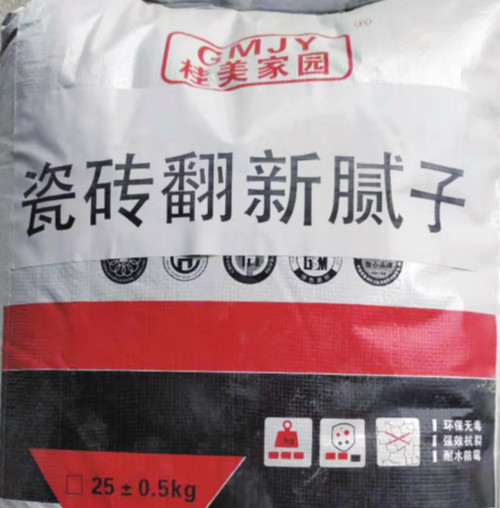 GMJY
桂美家园
瓷砖翻新腻子
环保无毒
强效抗裂
耐水防霉
kg
□ 25±0.5kg